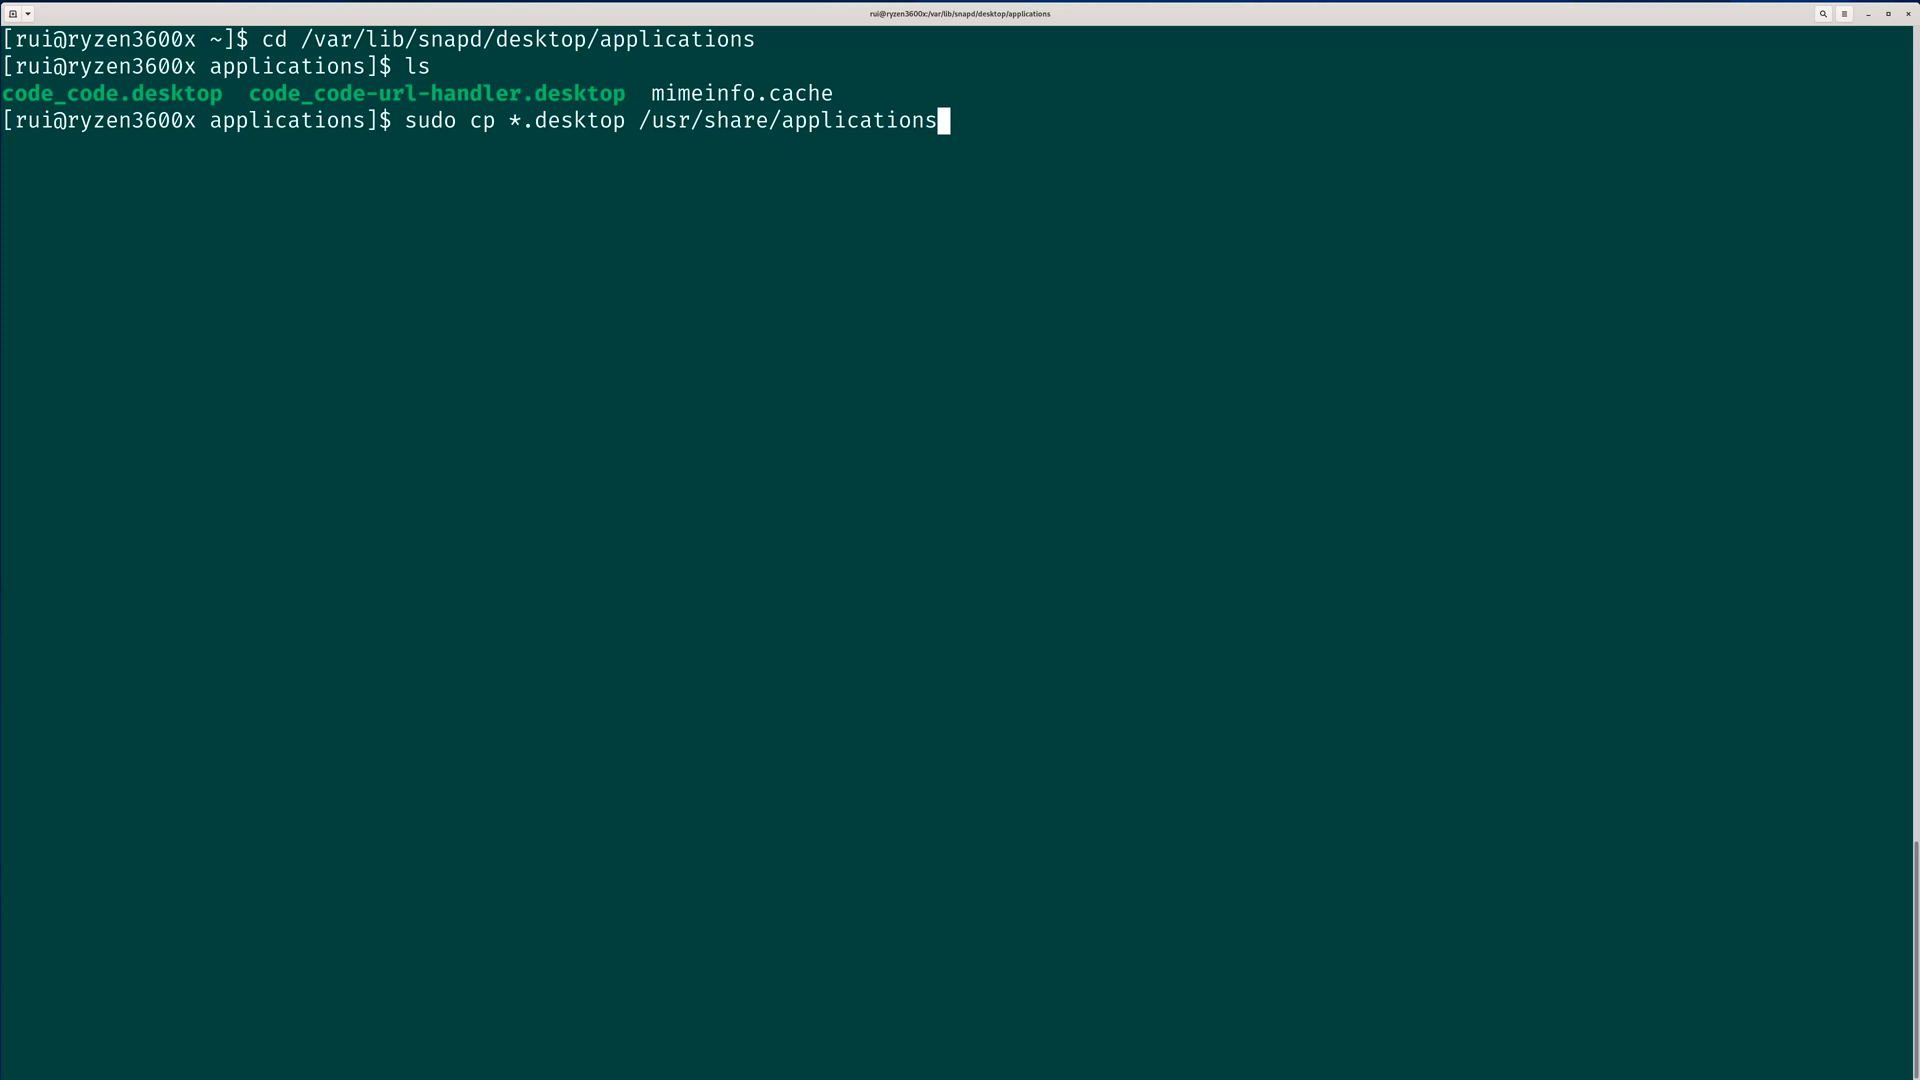 rui@ryzen3600x:/var/lib/snapd/desktop/applications
[rui@ryzen3600x ~]$ cd /var/lib/snapd/desktop/applications
[rui@ryzen3600x applications]$ ls
code_code.desktop  code_code-url-handler.desktop  mimeinfo.cache
[rui@ryzen3600x applications]$ sudo cp *.desktop /usr/share/applications